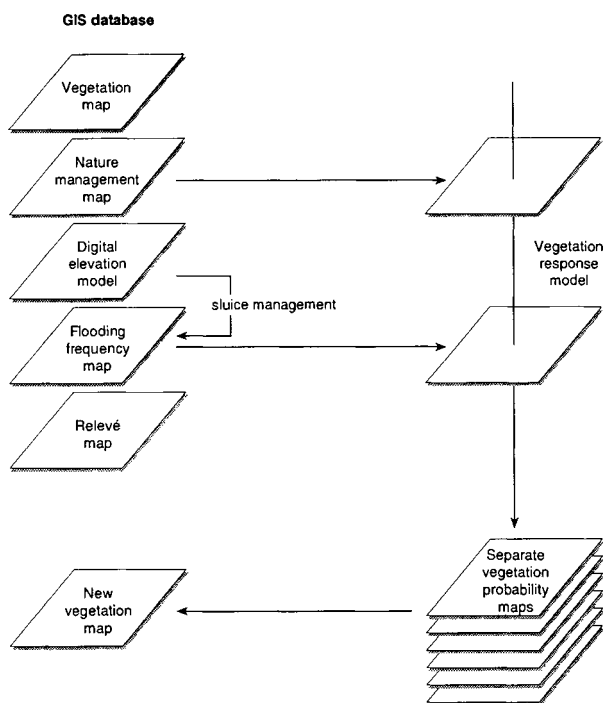 GIS database
Vegetation
map
Nature
management
map
Digital
elevation
model
sluice management
Flooding
frequency
map
Relevé
map
Vegetation
response
model
Separate
vegetation
probability
maps
New
vegetation
map